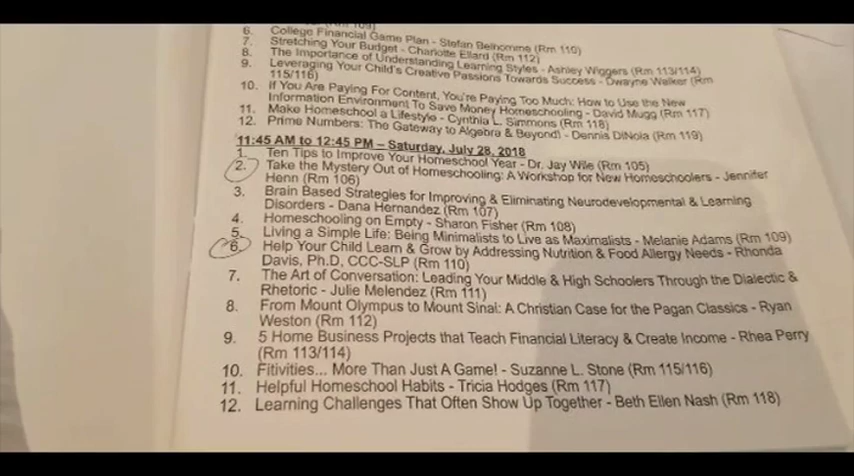 6. College Financial Game Plan - Stefan Belhomme (Rm 110)
7. Stretching Your Budget - Charlotte Ellard (Rm 112)
8. The Importance of Understanding Learning Styles - Ashley Wiggers (Rm 113/114)
9. Leveraging Your Child's Creative Passions Towards Success - Dwayne Walker (Rm
115/116)
10. If You Are Paying For Content, You're Paying Too Much: How to Use the New
Information Environment To Save Money Homeschooling - David Mugg (Rm 117)
11. Make Homeschool a Lifestyle - Cynthia L. Simmons (Rm 118)
12. Prime Numbers: The Gateway to Algebra & Beyond! - Dennis DiNoia (Rm 119)
11:45 AM to 12:45 PM – Saturday, July 28, 2018
1. Ten Tips to Improve Your Homeschool Year - Dr. Jay Wile (Rm 105)
2. Take the Mystery Out of Homeschooling: A Workshop for New Homeschoolers - Jennifer
Henn (Rm 106)
3. Brain Based Strategies for Improving & Eliminating Neurodevelopmental & Learning
Disorders - Dana Hernandez (Rm 107)
4. Homeschooling on Empty - Sharon Fisher (Rm 108)
5. Living a Simple Life: Being Minimalists to Live as Maximalists - Melanie Adams (Rm 109)
6. Help Your Child Learn & Grow by Addressing Nutrition & Food Allergy Needs - Rhonda
Davis, Ph.D, CCC-SLP (Rm 110)
7. The Art of Conversation: Leading Your Middle & High Schoolers Through the Dialectic &
Rhetoric - Julie Melendez (Rm 111)
8. From Mount Olympus to Mount Sinai: A Christian Case for the Pagan Classics - Ryan
Weston (Rm 112)
9. 5 Home Business Projects that Teach Financial Literacy & Create Income - Rhea Perry
(Rm 113/114)
10. Fitivities... More Than Just A Game! - Suzanne L. Stone (Rm 115/116)
11. Helpful Homeschool Habits - Tricia Hodges (Rm 117)
12. Learning Challenges That Often Show Up Together - Beth Ellen Nash (Rm 118)